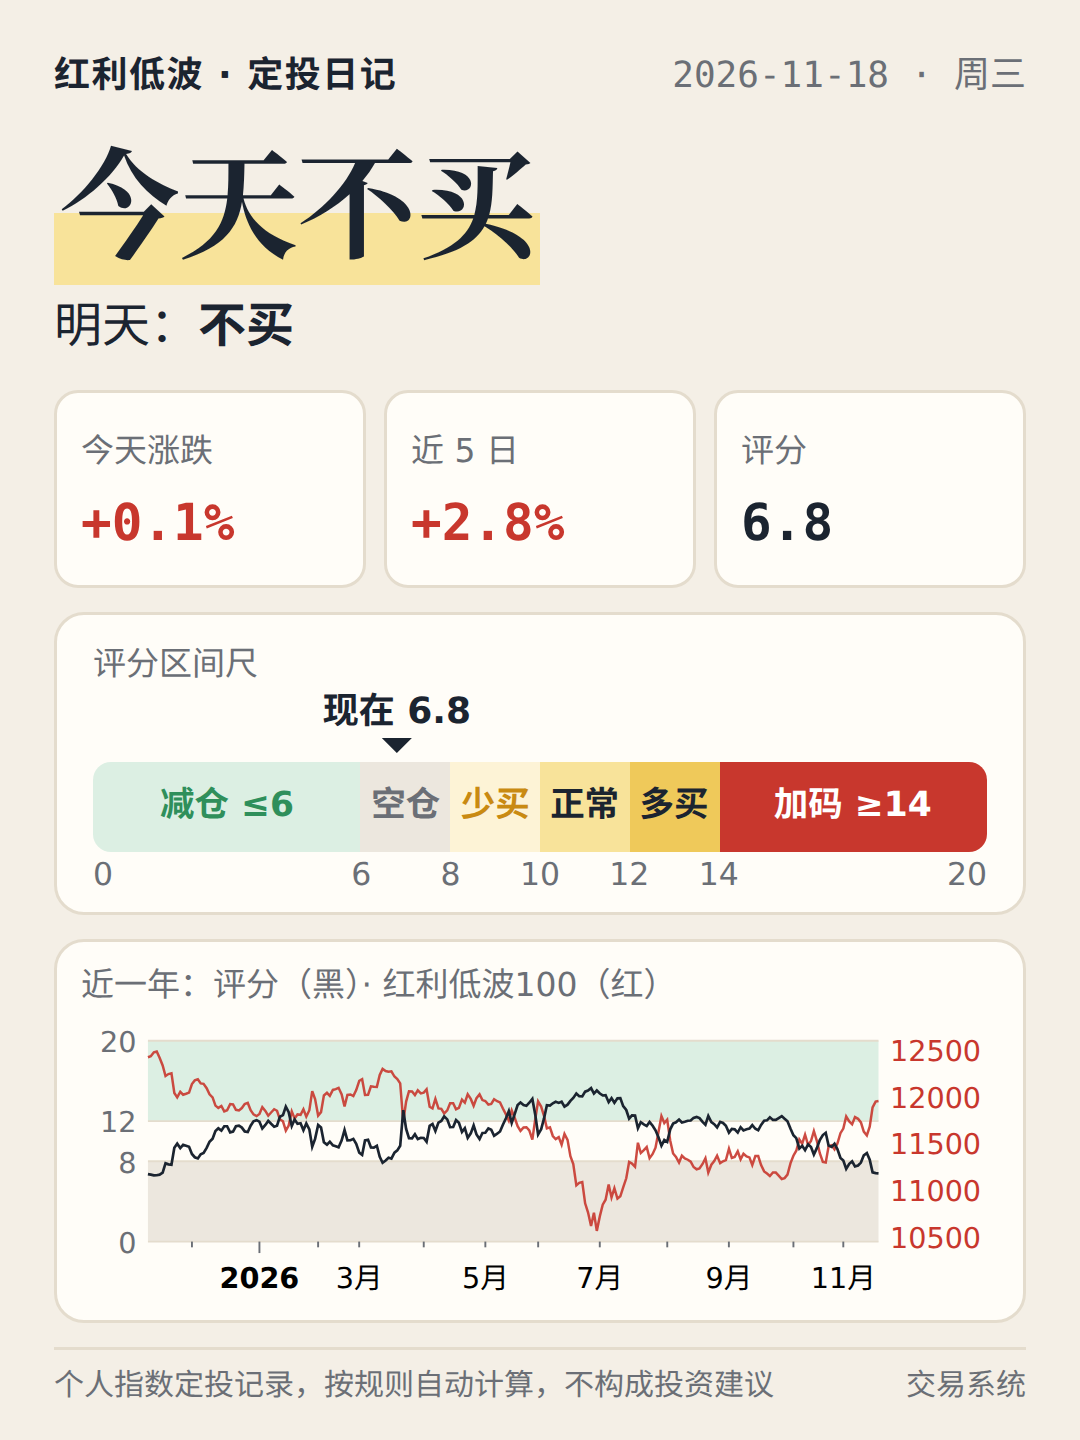 红利低波 · 定投日记
2026-11-18 · 周三
今天不买
明天：不买
今天涨跌
+0.1%
近 5 日
+2.8%
评分
6.8
评分区间尺
现在 6.8
减仓 ≤6 空仓 少买 正常 多买 加码 ≥14
0 6 8 10 12 14 20
近一年：评分（黑）· 红利低波100（红）
20
12
8
0
12500
12000
11500
11000
10500
2026 3月 5月 7月 9月 11月
个人指数定投记录，按规则自动计算，不构成投资建议
交易系统